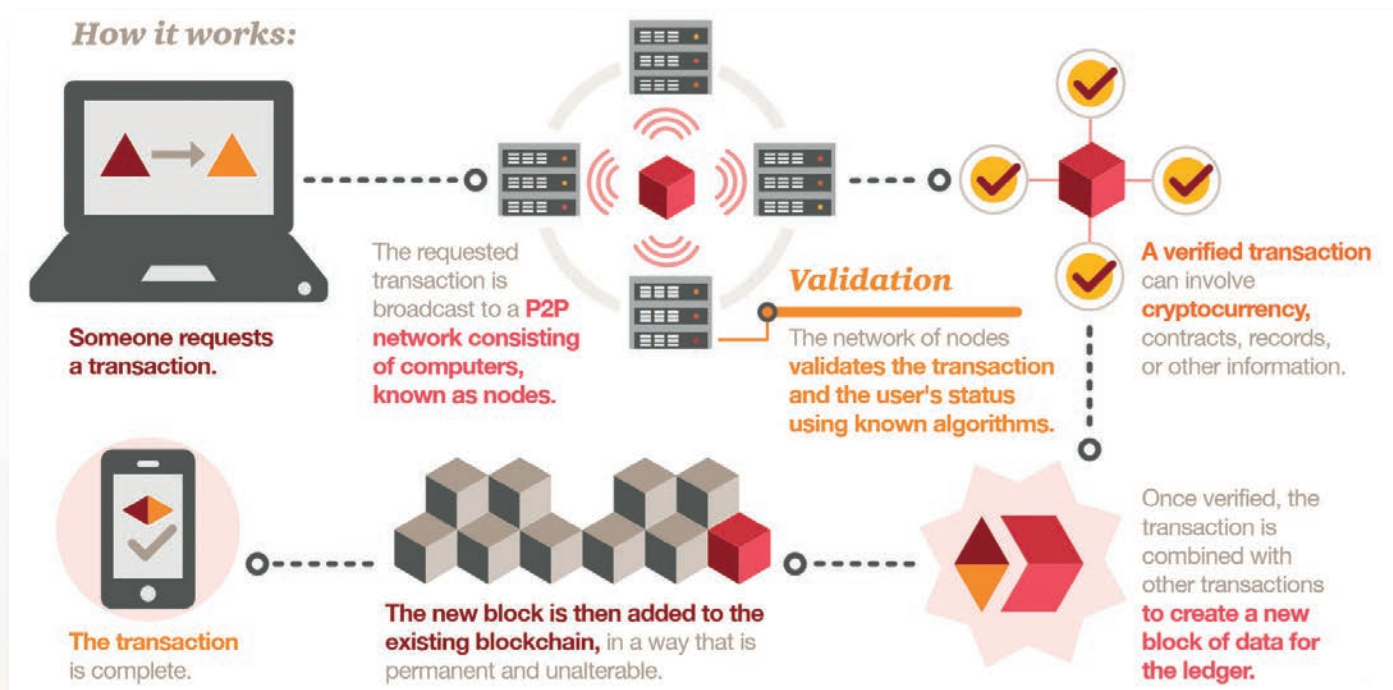 How it works:
Someone requests
a transaction.
The requested
transaction is
broadcast to a P2P
network consisting
of computers,
known as nodes.
Validation
The network of nodes
validates the transaction
and the user's status
using known algorithms.
A verified transaction
can involve
cryptocurrency,
contracts, records,
or other information.
Once verified, the
transaction is
combined with
other transactions
to create a new
block of data for
the ledger.
The new block is then added to the
existing blockchain, in a way that is
permanent and unalterable.
The transaction
is complete.